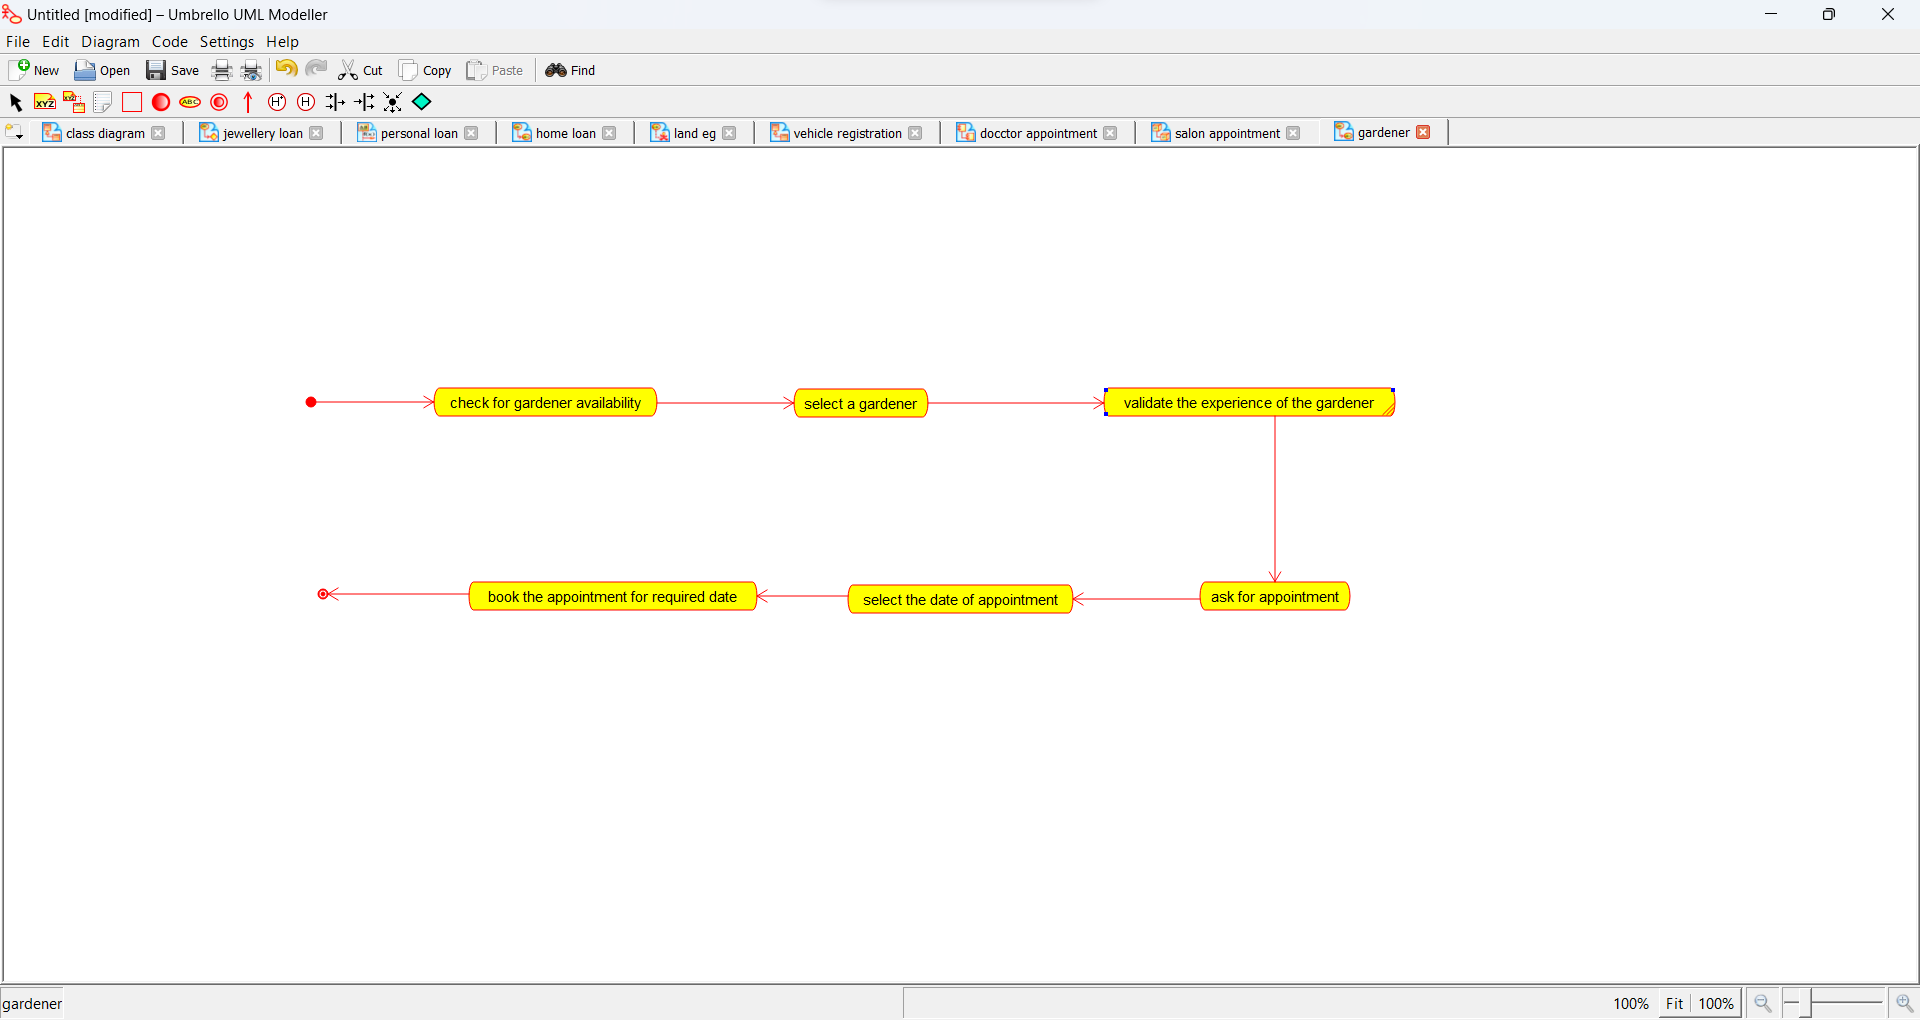 Untitled [modified] – Umbrello UML Modeller
File Edit Diagram Code Settings Help
New Open Save Cut Copy Paste Find
XYZ XYZ ABC H* H
class diagram jewellery loan personal loan home loan land eg vehicle registration docctor appointment salon appointment gardener
check for gardener availability select a gardener validate the experience of the gardener
book the appointment for required date select the date of appointment ask for appointment
gardener 100% Fit 100%